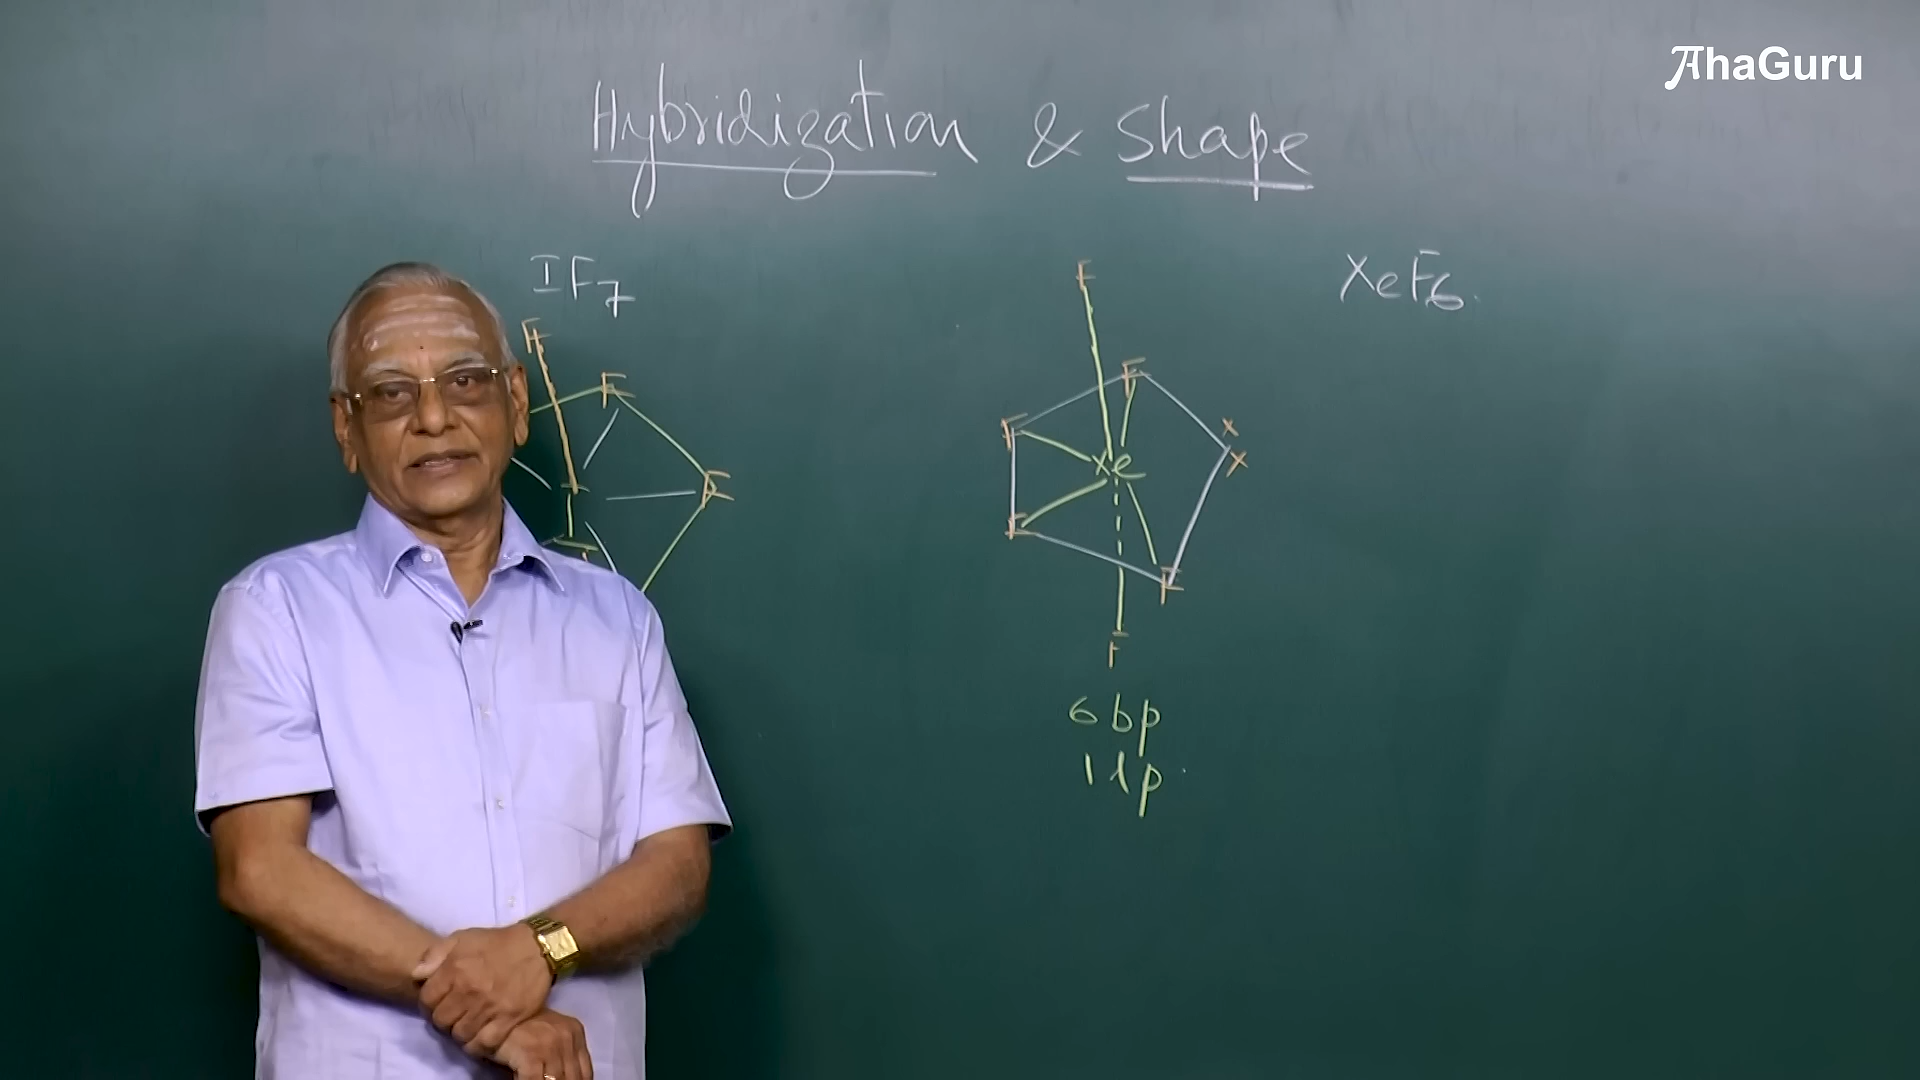 AhaGuru
Hybridization & Shape
IF7
XeF6.
F
F
F
I
F
F
F
F
x
x
Xe
F
F
F
6 bp
1 lp.